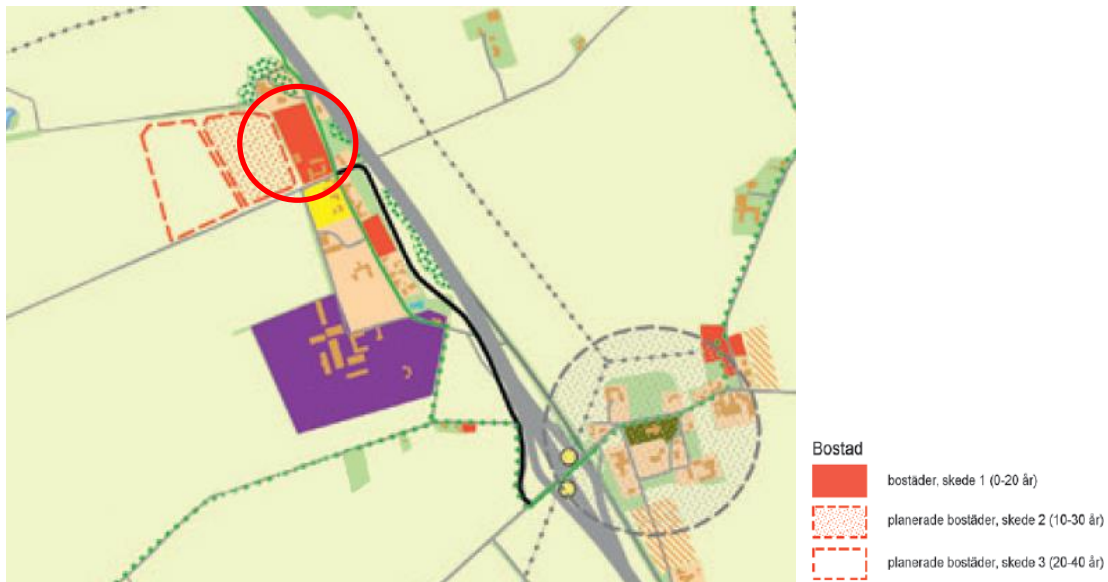 Bostad
bostäder, skede 1 (0-20 år)
planerade bostäder, skede 2 (10-30 år)
planerade bostäder, skede 3 (20-40 år)